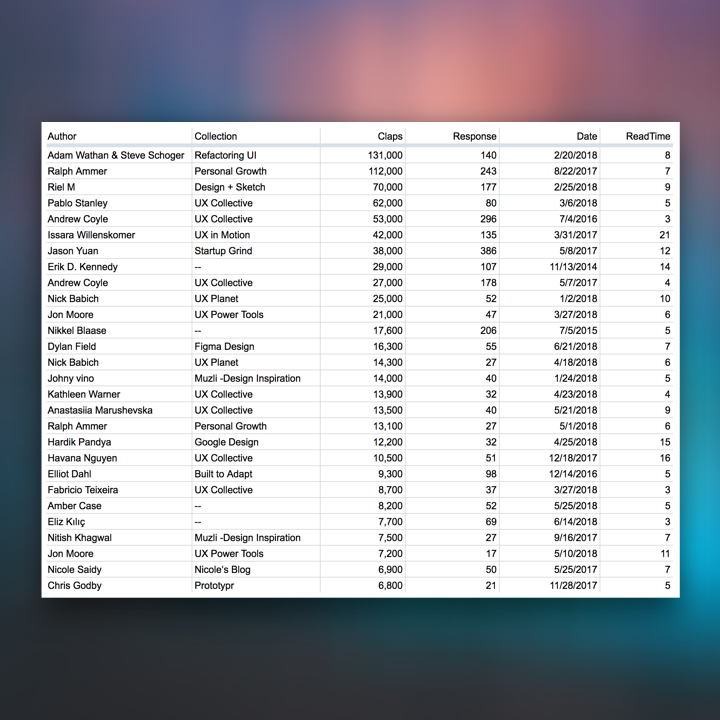 Author Collection Claps Response Date ReadTime
Adam Wathan & Steve Schoger Refactoring UI 131,000 140 2/20/2018 8
Ralph Ammer Personal Growth 112,000 243 8/22/2017 7
Riel M Design + Sketch 70,000 177 2/25/2018 9
Pablo Stanley UX Collective 62,000 80 3/6/2018 5
Andrew Coyle UX Collective 53,000 296 7/4/2016 3
Issara Willenskomer UX in Motion 42,000 135 3/31/2017 21
Jason Yuan Startup Grind 38,000 386 5/8/2017 12
Erik D. Kennedy -- 29,000 107 11/13/2014 14
Andrew Coyle UX Collective 27,000 178 5/7/2017 4
Nick Babich UX Planet 25,000 52 1/2/2018 10
Jon Moore UX Power Tools 21,000 47 3/27/2018 6
Nikkel Blaase -- 17,600 206 7/5/2015 5
Dylan Field Figma Design 16,300 55 6/21/2018 7
Nick Babich UX Planet 14,300 27 4/18/2018 6
Johny vino Muzli -Design Inspiration 14,000 40 1/24/2018 5
Kathleen Warner UX Collective 13,900 32 4/23/2018 4
Anastasiia Marushevska UX Collective 13,500 40 5/21/2018 9
Ralph Ammer Personal Growth 13,100 27 5/1/2018 6
Hardik Pandya Google Design 12,200 32 4/25/2018 15
Havana Nguyen UX Collective 10,500 51 12/18/2017 16
Elliot Dahl Built to Adapt 9,300 98 12/14/2016 5
Fabricio Teixeira UX Collective 8,700 37 3/27/2018 3
Amber Case -- 8,200 52 5/25/2018 5
Eliz Kılıç -- 7,700 69 6/14/2018 3
Nitish Khagwal Muzli -Design Inspiration 7,500 27 9/16/2017 7
Jon Moore UX Power Tools 7,200 17 5/10/2018 11
Nicole Saidy Nicole's Blog 6,900 50 5/25/2017 7
Chris Godby Prototypr 6,800 21 11/28/2017 5